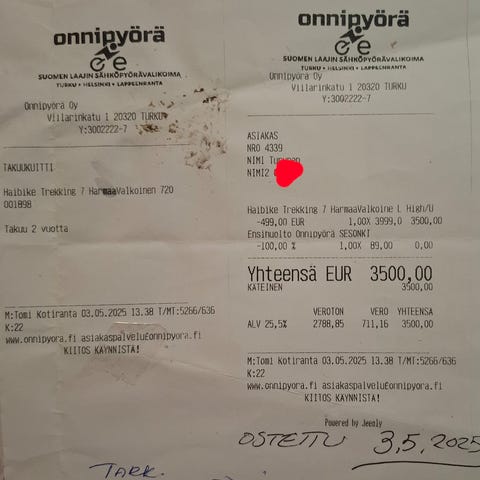 onnipyörä
SUOMEN LAAJIN SÄHKÖPYÖRÄVALIKOIMA
TURKU • HELSINKI • LAPPEENRANTA
Onnipyörä Oy
Viilarinkatu 1 20320 TURKU
Y:3002222-7
TAKUUKUITTI
Haibike Trekking 7 HarmaaValkoinen 720
001898
Takuu 2 vuotta
M:Tomi Kotiranta 03.05.2025 13.38 T/MT:5266/636
K:22
www.onnipyora.fi asiakaspalvelu@onnipyora.fi
KIITOS KÄYNNISTÄ!
TARK.
onnipyörä
SUOMEN LAAJIN SÄHKÖPYÖRÄVALIKOIMA
TURKU • HELSINKI • LAPPEENRANTA
Onnipyörä Oy
Viilarinkatu 1 20320 TURKU
Y:3002222-7
ASIAKAS
NRO 4339
NIMI
NIMI2
Haibike Trekking 7 HarmaaValkoine L High/U
-499,00 EUR 1,00X 3999,0 3500,00
Ensihuolto Onnipyörä SESONKI
-100,00 % 1,00X 89,00 0,00
Yhteensä EUR 3500,00
KÄTEINEN 3500,00
VEROTON VERO YHTEENSÄ
ALV 25,5% 2788,85 711,16 3500,00
M:Tomi Kotiranta 03.05.2025 13.38 T/MT:5266/636
K:22
www.onnipyora.fi asiakaspalvelu@onnipyora.fi
KIITOS KÄYNNISTÄ!
Powered by Jeemly
OSTETTU 3,5,2025